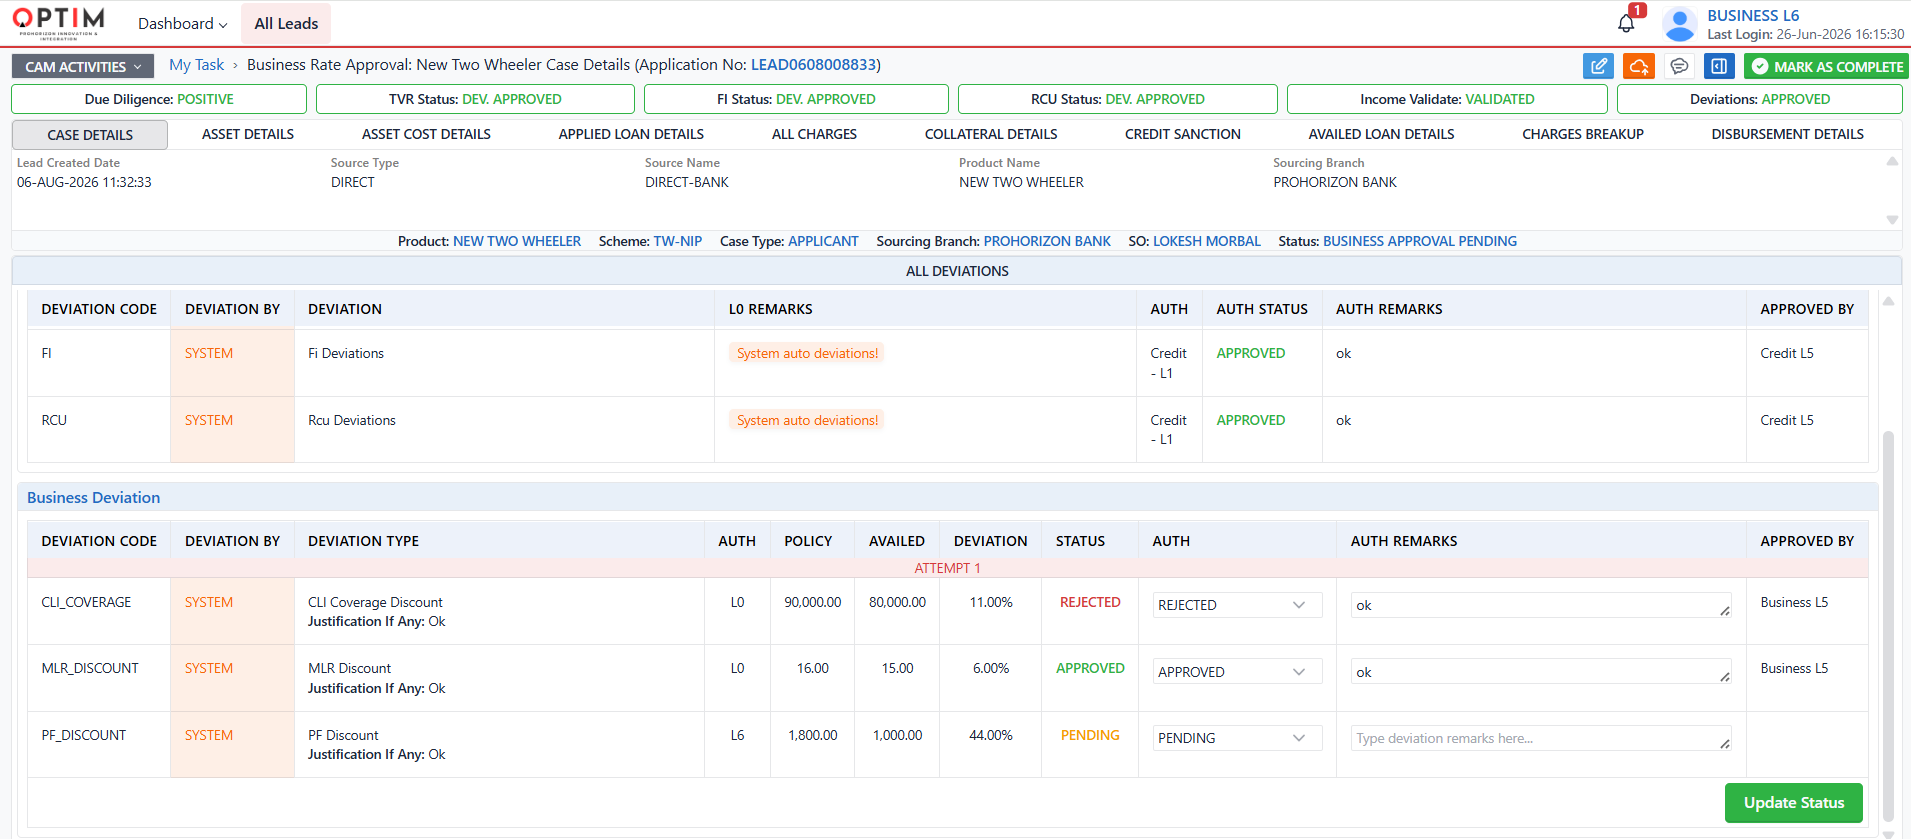 OPTIM
PROHORIZON INNOVATION & INTEGRATION
Dashboard
All Leads
1
BUSINESS L6
Last Login: 26-Jun-2026 16:15:30
CAM ACTIVITIES
My Task › Business Rate Approval: New Two Wheeler Case Details (Application No: LEAD0608008833)
MARK AS COMPLETE
Due Diligence: POSITIVE
TVR Status: DEV. APPROVED
FI Status: DEV. APPROVED
RCU Status: DEV. APPROVED
Income Validate: VALIDATED
Deviations: APPROVED
CASE DETAILS
ASSET DETAILS
ASSET COST DETAILS
APPLIED LOAN DETAILS
ALL CHARGES
COLLATERAL DETAILS
CREDIT SANCTION
AVAILED LOAN DETAILS
CHARGES BREAKUP
DISBURSEMENT DETAILS
Lead Created Date
06-AUG-2026 11:32:33
Source Type
DIRECT
Source Name
DIRECT-BANK
Product Name
NEW TWO WHEELER
Sourcing Branch
PROHORIZON BANK
Product: NEW TWO WHEELER Scheme: TW-NIP Case Type: APPLICANT Sourcing Branch: PROHORIZON BANK SO: LOKESH MORBAL Status: BUSINESS APPROVAL PENDING
ALL DEVIATIONS
DEVIATION CODE DEVIATION BY DEVIATION L0 REMARKS AUTH AUTH STATUS AUTH REMARKS APPROVED BY
FI SYSTEM Fi Deviations System auto deviations! Credit - L1 APPROVED ok Credit L5
RCU SYSTEM Rcu Deviations System auto deviations! Credit - L1 APPROVED ok Credit L5
Business Deviation
DEVIATION CODE DEVIATION BY DEVIATION TYPE AUTH POLICY AVAILED DEVIATION STATUS AUTH AUTH REMARKS APPROVED BY
ATTEMPT 1
CLI_COVERAGE SYSTEM CLI Coverage Discount L0 90,000.00 80,000.00 11.00% REJECTED REJECTED ok Business L5
Justification If Any: Ok
MLR_DISCOUNT SYSTEM MLR Discount L0 16.00 15.00 6.00% APPROVED APPROVED ok Business L5
Justification If Any: Ok
PF_DISCOUNT SYSTEM PF Discount L6 1,800.00 1,000.00 44.00% PENDING PENDING Type deviation remarks here...
Justification If Any: Ok
Update Status